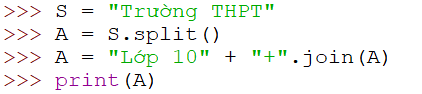 >>> S = "Trường THPT"
>>> A = S.split()
>>> A = "Lớp 10" + "+".join(A)
>>> print(A)